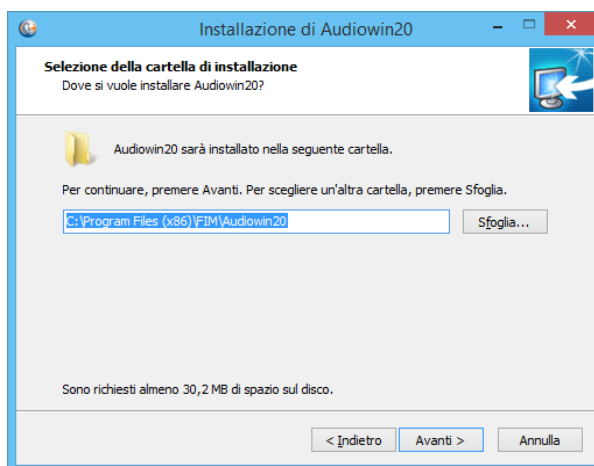 Installazione di Audiowin20
Selezione della cartella di installazione
Dove si vuole installare Audiowin20?
Audiowin20 sarà installato nella seguente cartella.
Per continuare, premere Avanti. Per scegliere un'altra cartella, premere Sfoglia.
C:\Program Files (x86)\FIM\Audiowin20
Sfoglia...
Sono richiesti almeno 30,2 MB di spazio sul disco.
< Indietro
Avanti >
Annulla